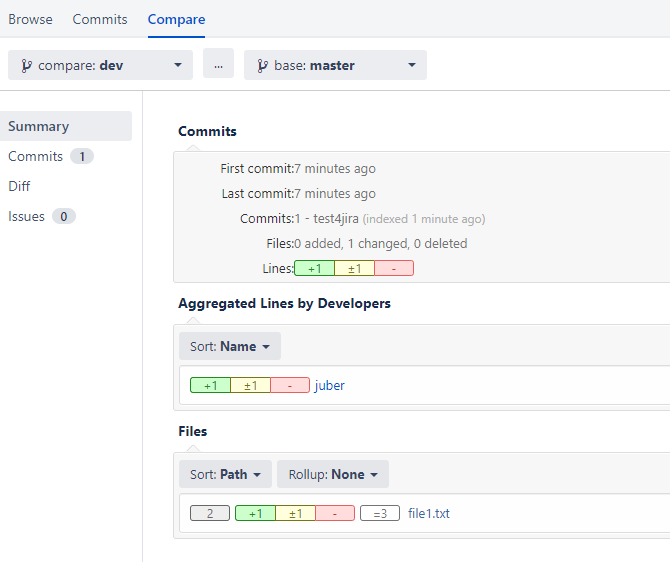 Browse Commits Compare
compare: dev ... base: master
Summary
Commits 1
Diff
Issues 0
Commits
First commit:7 minutes ago
Last commit:7 minutes ago
Commits:1 - test4jira (indexed 1 minute ago)
Files:0 added, 1 changed, 0 deleted
Lines: +1 ±1 -
Aggregated Lines by Developers
Sort: Name
+1 ±1 - juber
Files
Sort: Path Rollup: None
2 +1 ±1 - =3 file1.txt